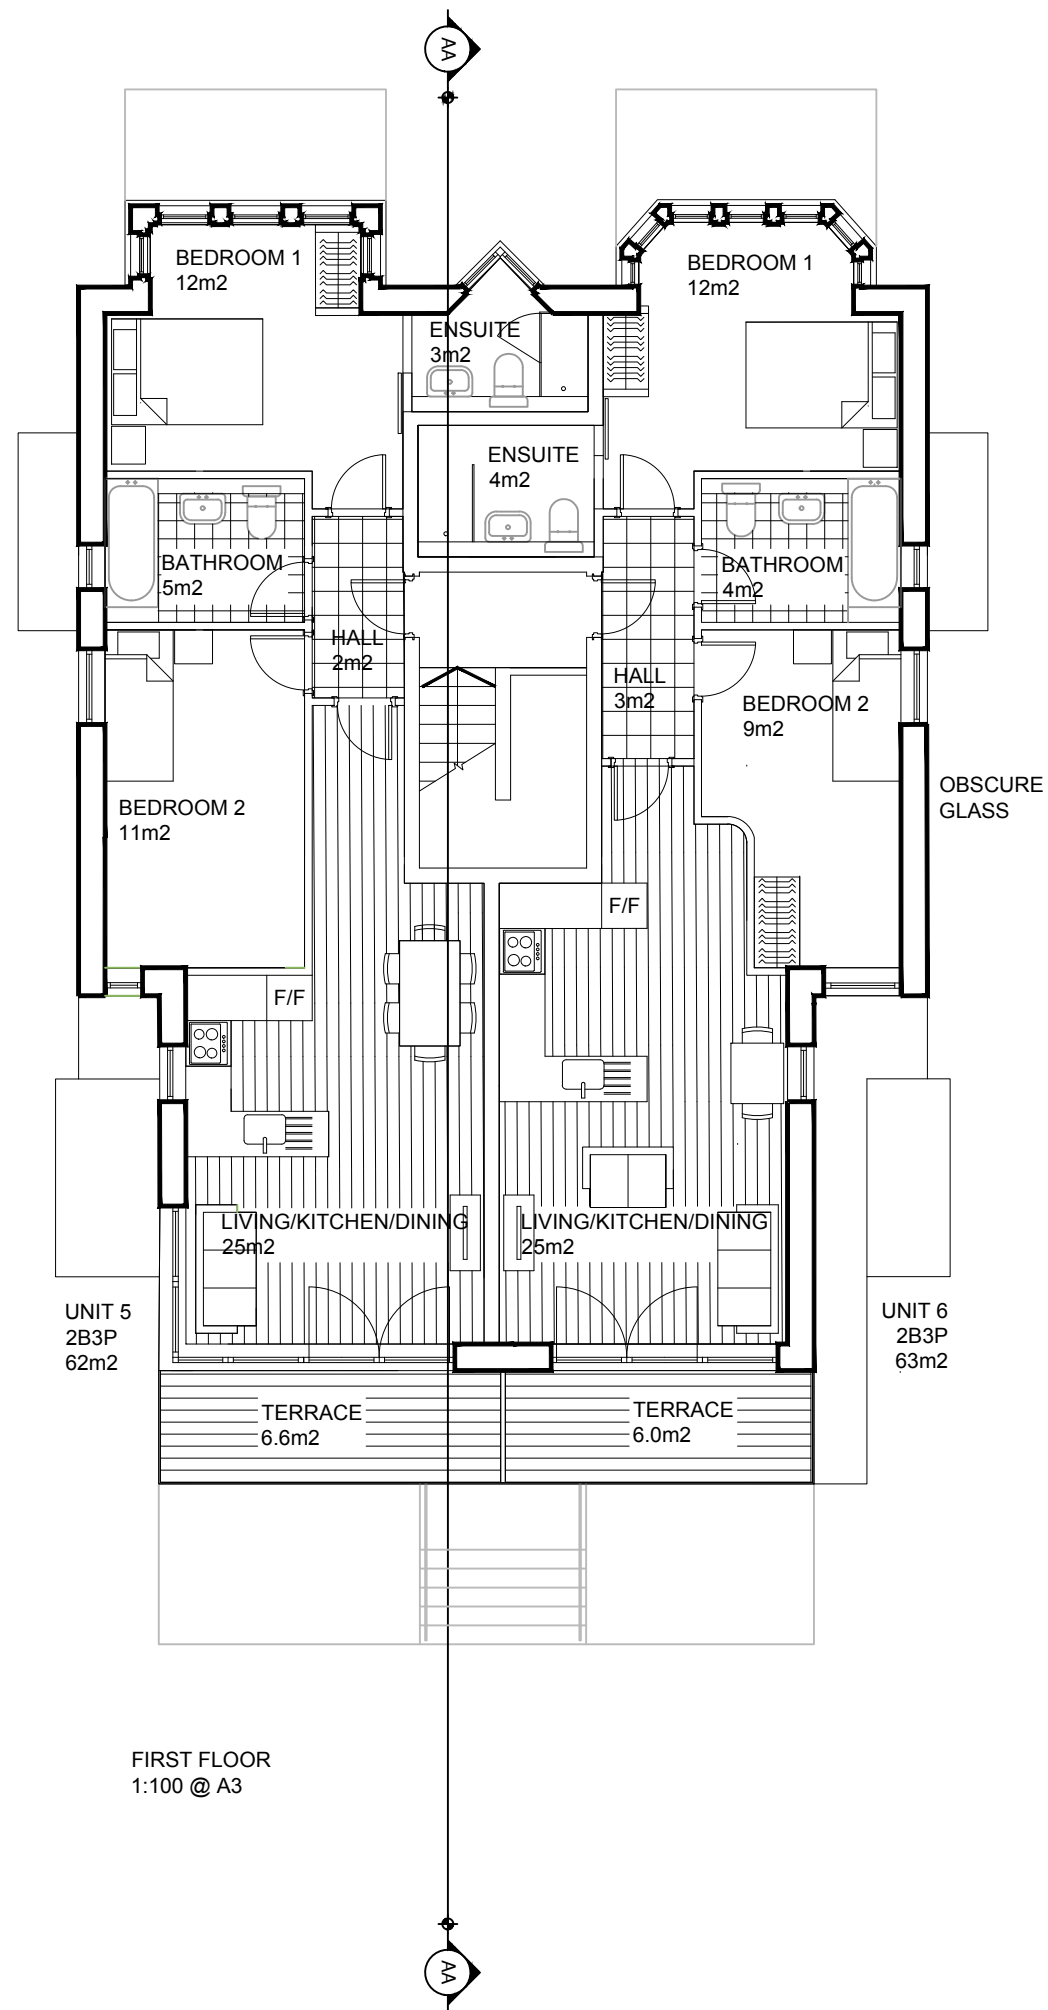 AA
BEDROOM 1
12m2
BEDROOM 1
12m2
ENSUITE
3m2
ENSUITE
4m2
BATHROOM
5m2
BATHROOM
4m2
HALL
2m2
HALL
3m2
BEDROOM 2
9m2
OBSCURE
GLASS
BEDROOM 2
11m2
F/F
F/F
LIVING/KITCHEN/DINING
25m2
LIVING/KITCHEN/DINING
25m2
UNIT 5
2B3P
62m2
UNIT 6
2B3P
63m2
TERRACE
6.6m2
TERRACE
6.0m2
FIRST FLOOR
1:100 @ A3
AA